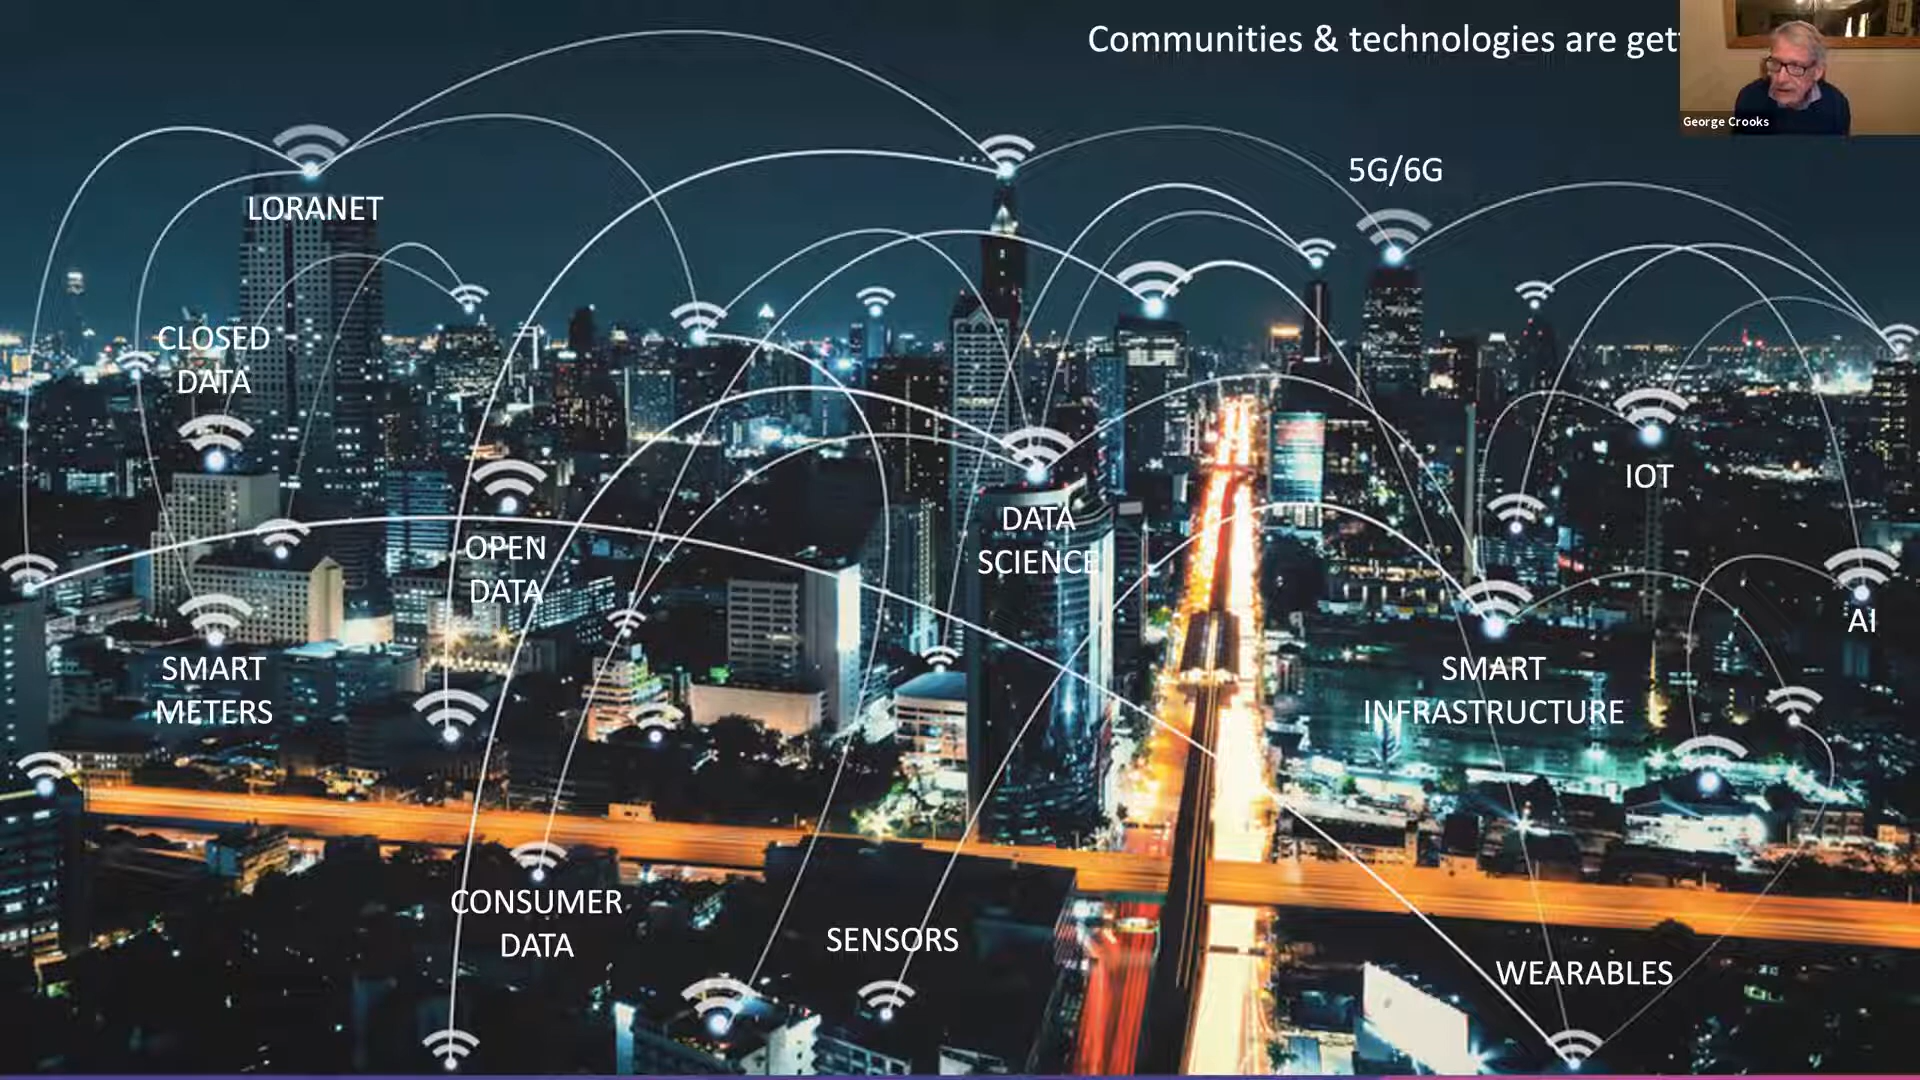 Communities & technologies are get
George Crooks
5G/6G
LORANET
CLOSED
DATA
IOT
DATA
SCIENCE
OPEN
DATA
AI
SMART
METERS
SMART
INFRASTRUCTURE
CONSUMER
DATA
SENSORS
WEARABLES